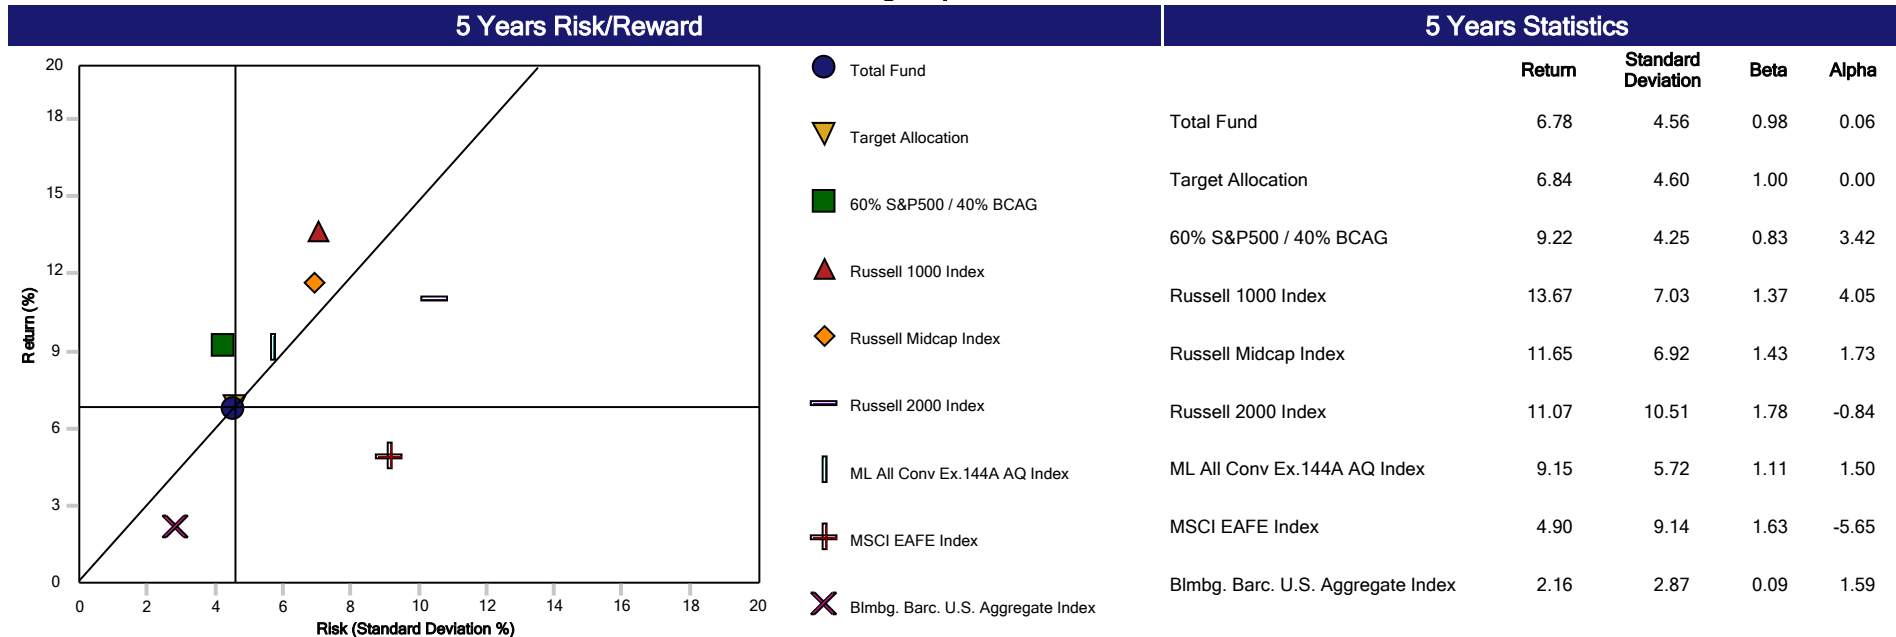 5 Years Risk/Reward
20
18
15
12
9
6
3
0
Return (%)
0 2 4 6 8 10 12 14 16 18 20
Risk (Standard Deviation %)
Total Fund
Target Allocation
60% S&P500 / 40% BCAG
Russell 1000 Index
Russell Midcap Index
Russell 2000 Index
ML All Conv Ex.144A AQ Index
MSCI EAFE Index
Blmbg. Barc. U.S. Aggregate Index
5 Years Statistics
Return Standard Deviation Beta Alpha
Total Fund 6.78 4.56 0.98 0.06
Target Allocation 6.84 4.60 1.00 0.00
60% S&P500 / 40% BCAG 9.22 4.25 0.83 3.42
Russell 1000 Index 13.67 7.03 1.37 4.05
Russell Midcap Index 11.65 6.92 1.43 1.73
Russell 2000 Index 11.07 10.51 1.78 -0.84
ML All Conv Ex.144A AQ Index 9.15 5.72 1.11 1.50
MSCI EAFE Index 4.90 9.14 1.63 -5.65
Blmbg. Barc. U.S. Aggregate Index 2.16 2.87 0.09 1.59